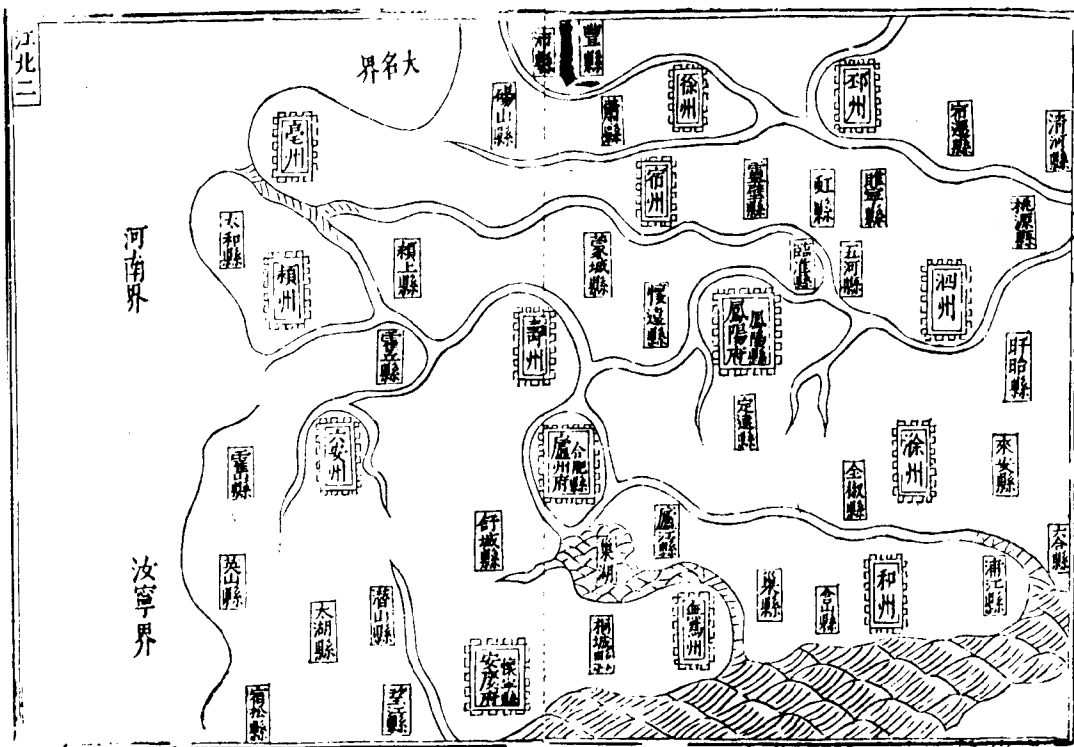 江北二
大名界
沛縣
豐縣
碭山縣
蕭縣
徐州
邳州
宿遷縣
清河縣
亳州
宿州
靈璧縣
虹縣
睢寧縣
桃源縣
太和縣
潁州
潁上縣
蒙城縣
懷遠縣
臨淮縣
五河縣
泗州
河南界
鳳陽縣
鳳陽府
壽州
盱眙縣
霍丘縣
定遠縣
六安州
合肥縣
廬州府
滁州
來安縣
全椒縣
舒城縣
廬江縣
巢湖
六合縣
汝寧界
英山縣
太湖縣
潛山縣
桐城縣
無爲州
巢縣
含山縣
和州
浦江縣
懷寧縣
安慶府
宿松縣
望江縣